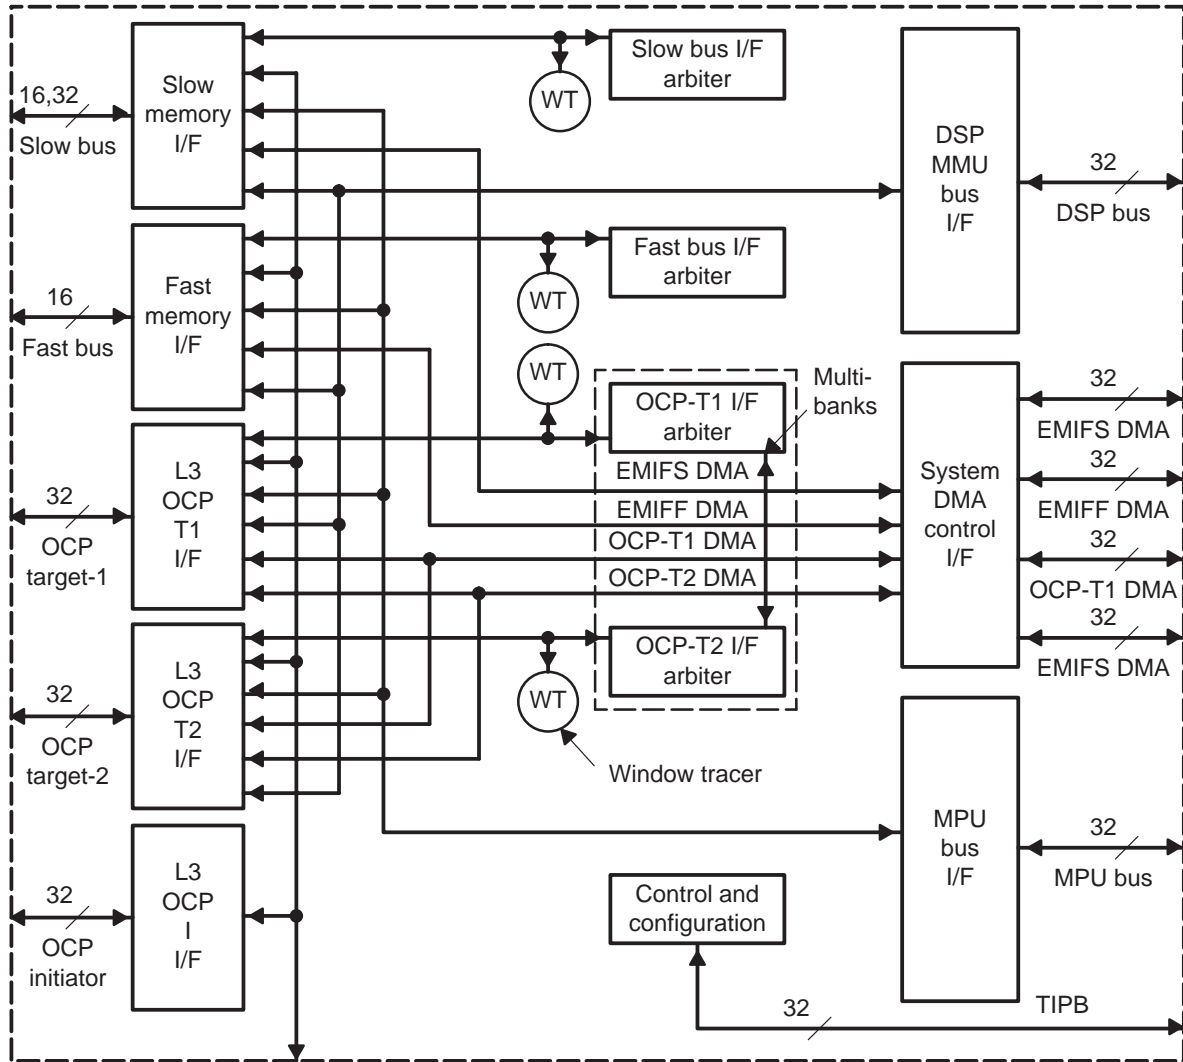 Slow
memory
I/F
16,32
Slow bus
Slow bus I/F
arbiter
WT
DSP
MMU
bus
I/F
32
DSP bus
Fast
memory
I/F
16
Fast bus
Fast bus I/F
arbiter
WT
WT
OCP-T1 I/F
arbiter
Multi-
banks
EMIFS DMA
EMIFF DMA
OCP-T1 DMA
OCP-T2 DMA
System
DMA
control
I/F
32
EMIFS DMA
32
EMIFF DMA
32
OCP-T1 DMA
32
EMIFS DMA
L3
OCP
T1
I/F
32
OCP
target-1
OCP-T2 I/F
arbiter
WT
Window tracer
L3
OCP
T2
I/F
32
OCP
target-2
MPU
bus
I/F
32
MPU bus
L3
OCP
I
I/F
32
OCP
initiator
Control and
configuration
32
TIPB